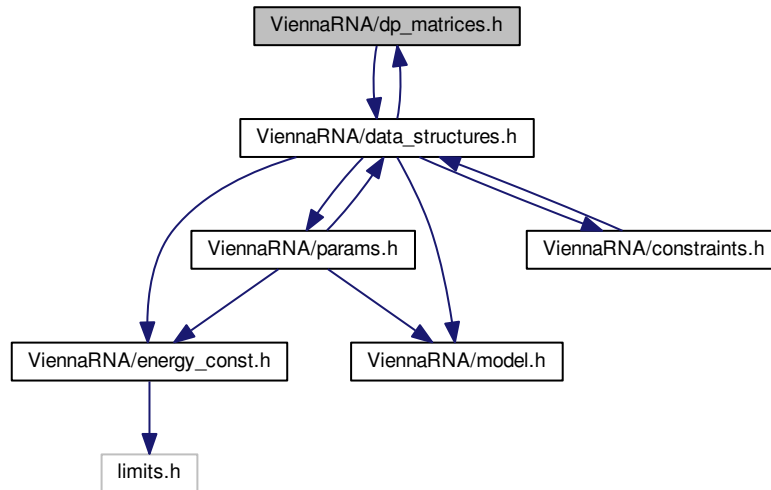 ViennaRNA/dp_matrices.h
ViennaRNA/data_structures.h
ViennaRNA/params.h
ViennaRNA/constraints.h
ViennaRNA/energy_const.h
ViennaRNA/model.h
limits.h